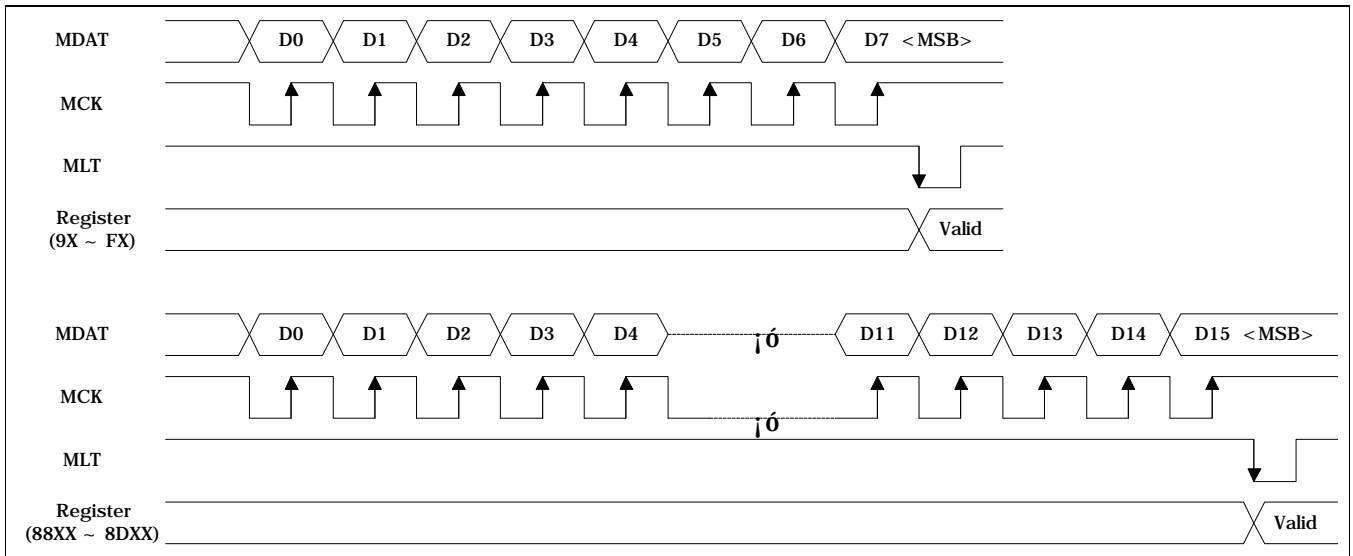 MDAT D0 D1 D2 D3 D4 D5 D6 D7 <MSB>
MCK
MLT
Register
(9X ~ FX)
Valid
MDAT D0 D1 D2 D3 D4 ¡ó D11 D12 D13 D14 D15 <MSB>
MCK ¡ó
MLT
Register
(88XX ~ 8DXX)
Valid